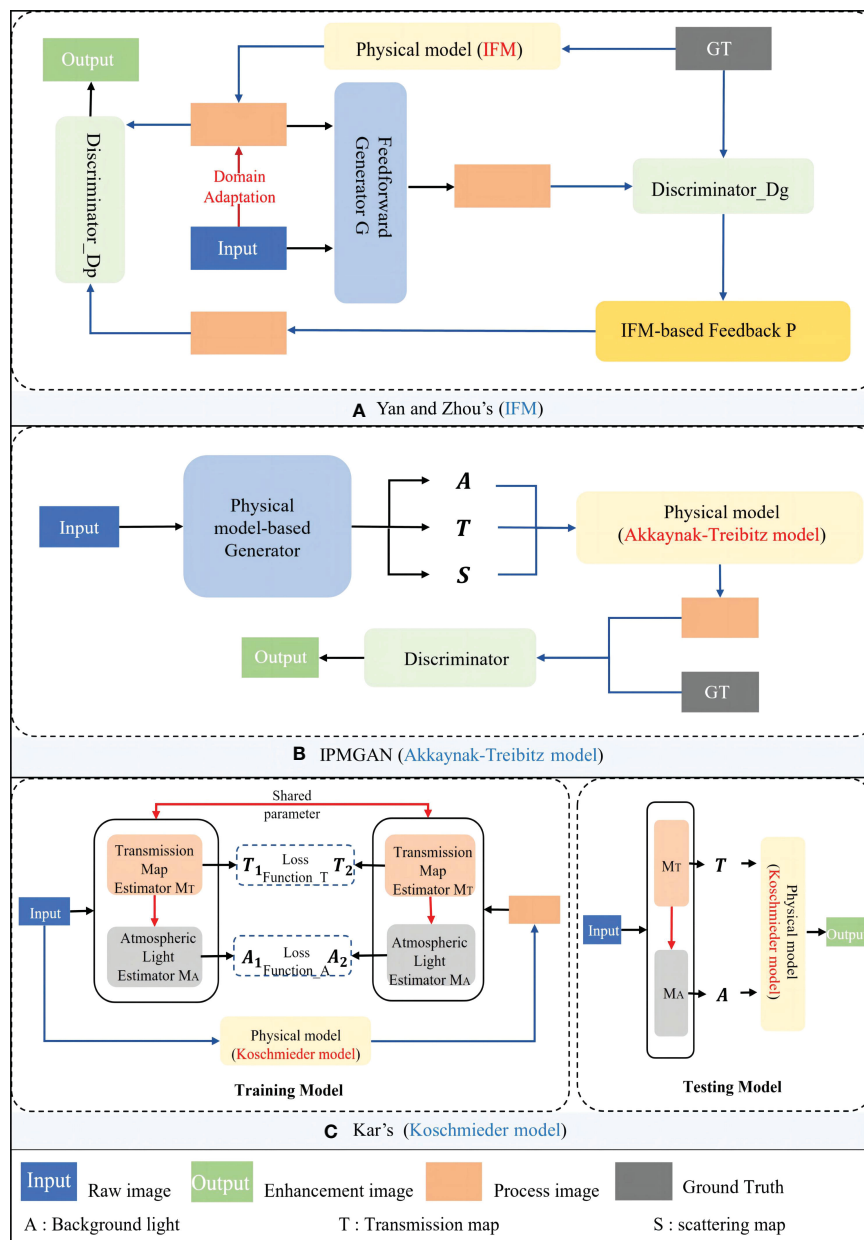 Output
Physical model (IFM)
GT
Discriminator_Dp
Domain
Adaptation
Input
Feedforward
Generator G
Discriminator_Dg
IFM-based Feedback P
A Yan and Zhou's (IFM)
Input
Physical
model-based
Generator
A
T
S
Physical model
(Akkaynak-Treibitz model)
Output
Discriminator
GT
B IPMGAN (Akkaynak-Treibitz model)
Shared
parameter
Input
Transmission
Map
Estimator MT
Atmospheric
Light
Estimator MA
T1 Loss T2
Function_T
A1 Loss A2
Function_A
Transmission
Map
Estimator MT
Atmospheric
Light
Estimator MA
Physical model
(Koschmieder model)
Training Model
Input
MT
MA
T
A
Physical model
(Koschmieder model)
Output
Testing Model
C Kar's (Koschmieder model)
Input Raw image Output Enhancement image Process image Ground Truth
A : Background light T : Transmission map S : scattering map